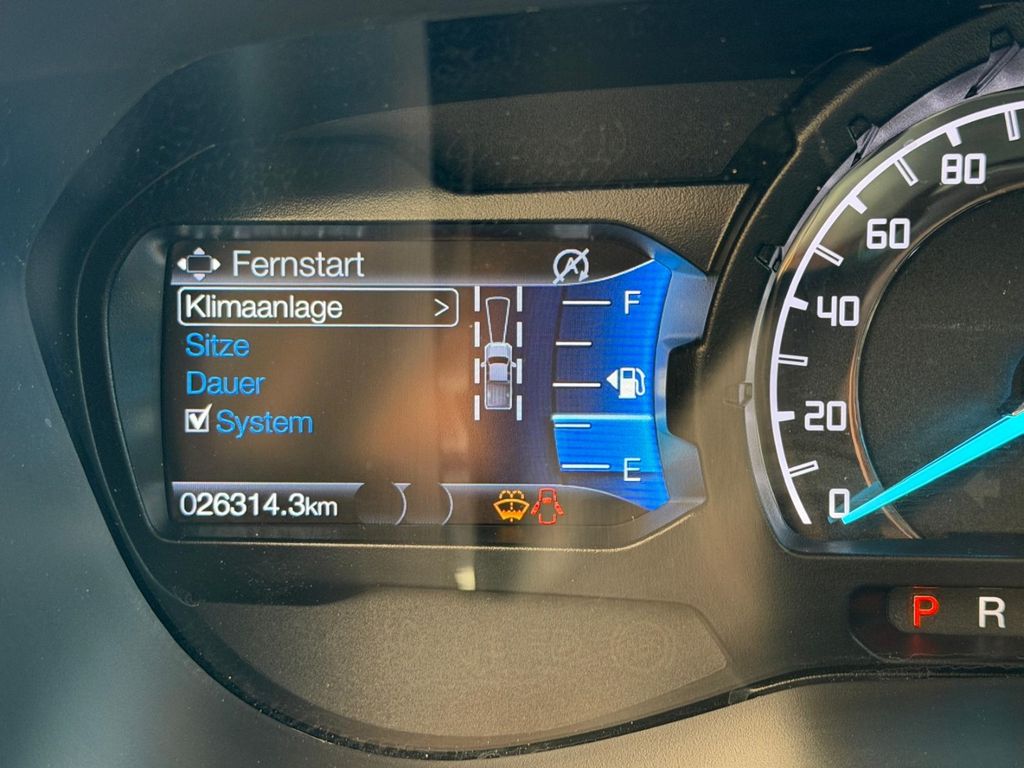 Fernstart
Klimaanlage >
Sitze
Dauer
System
026314.3km
F
E
80
60
40
20
0
P R